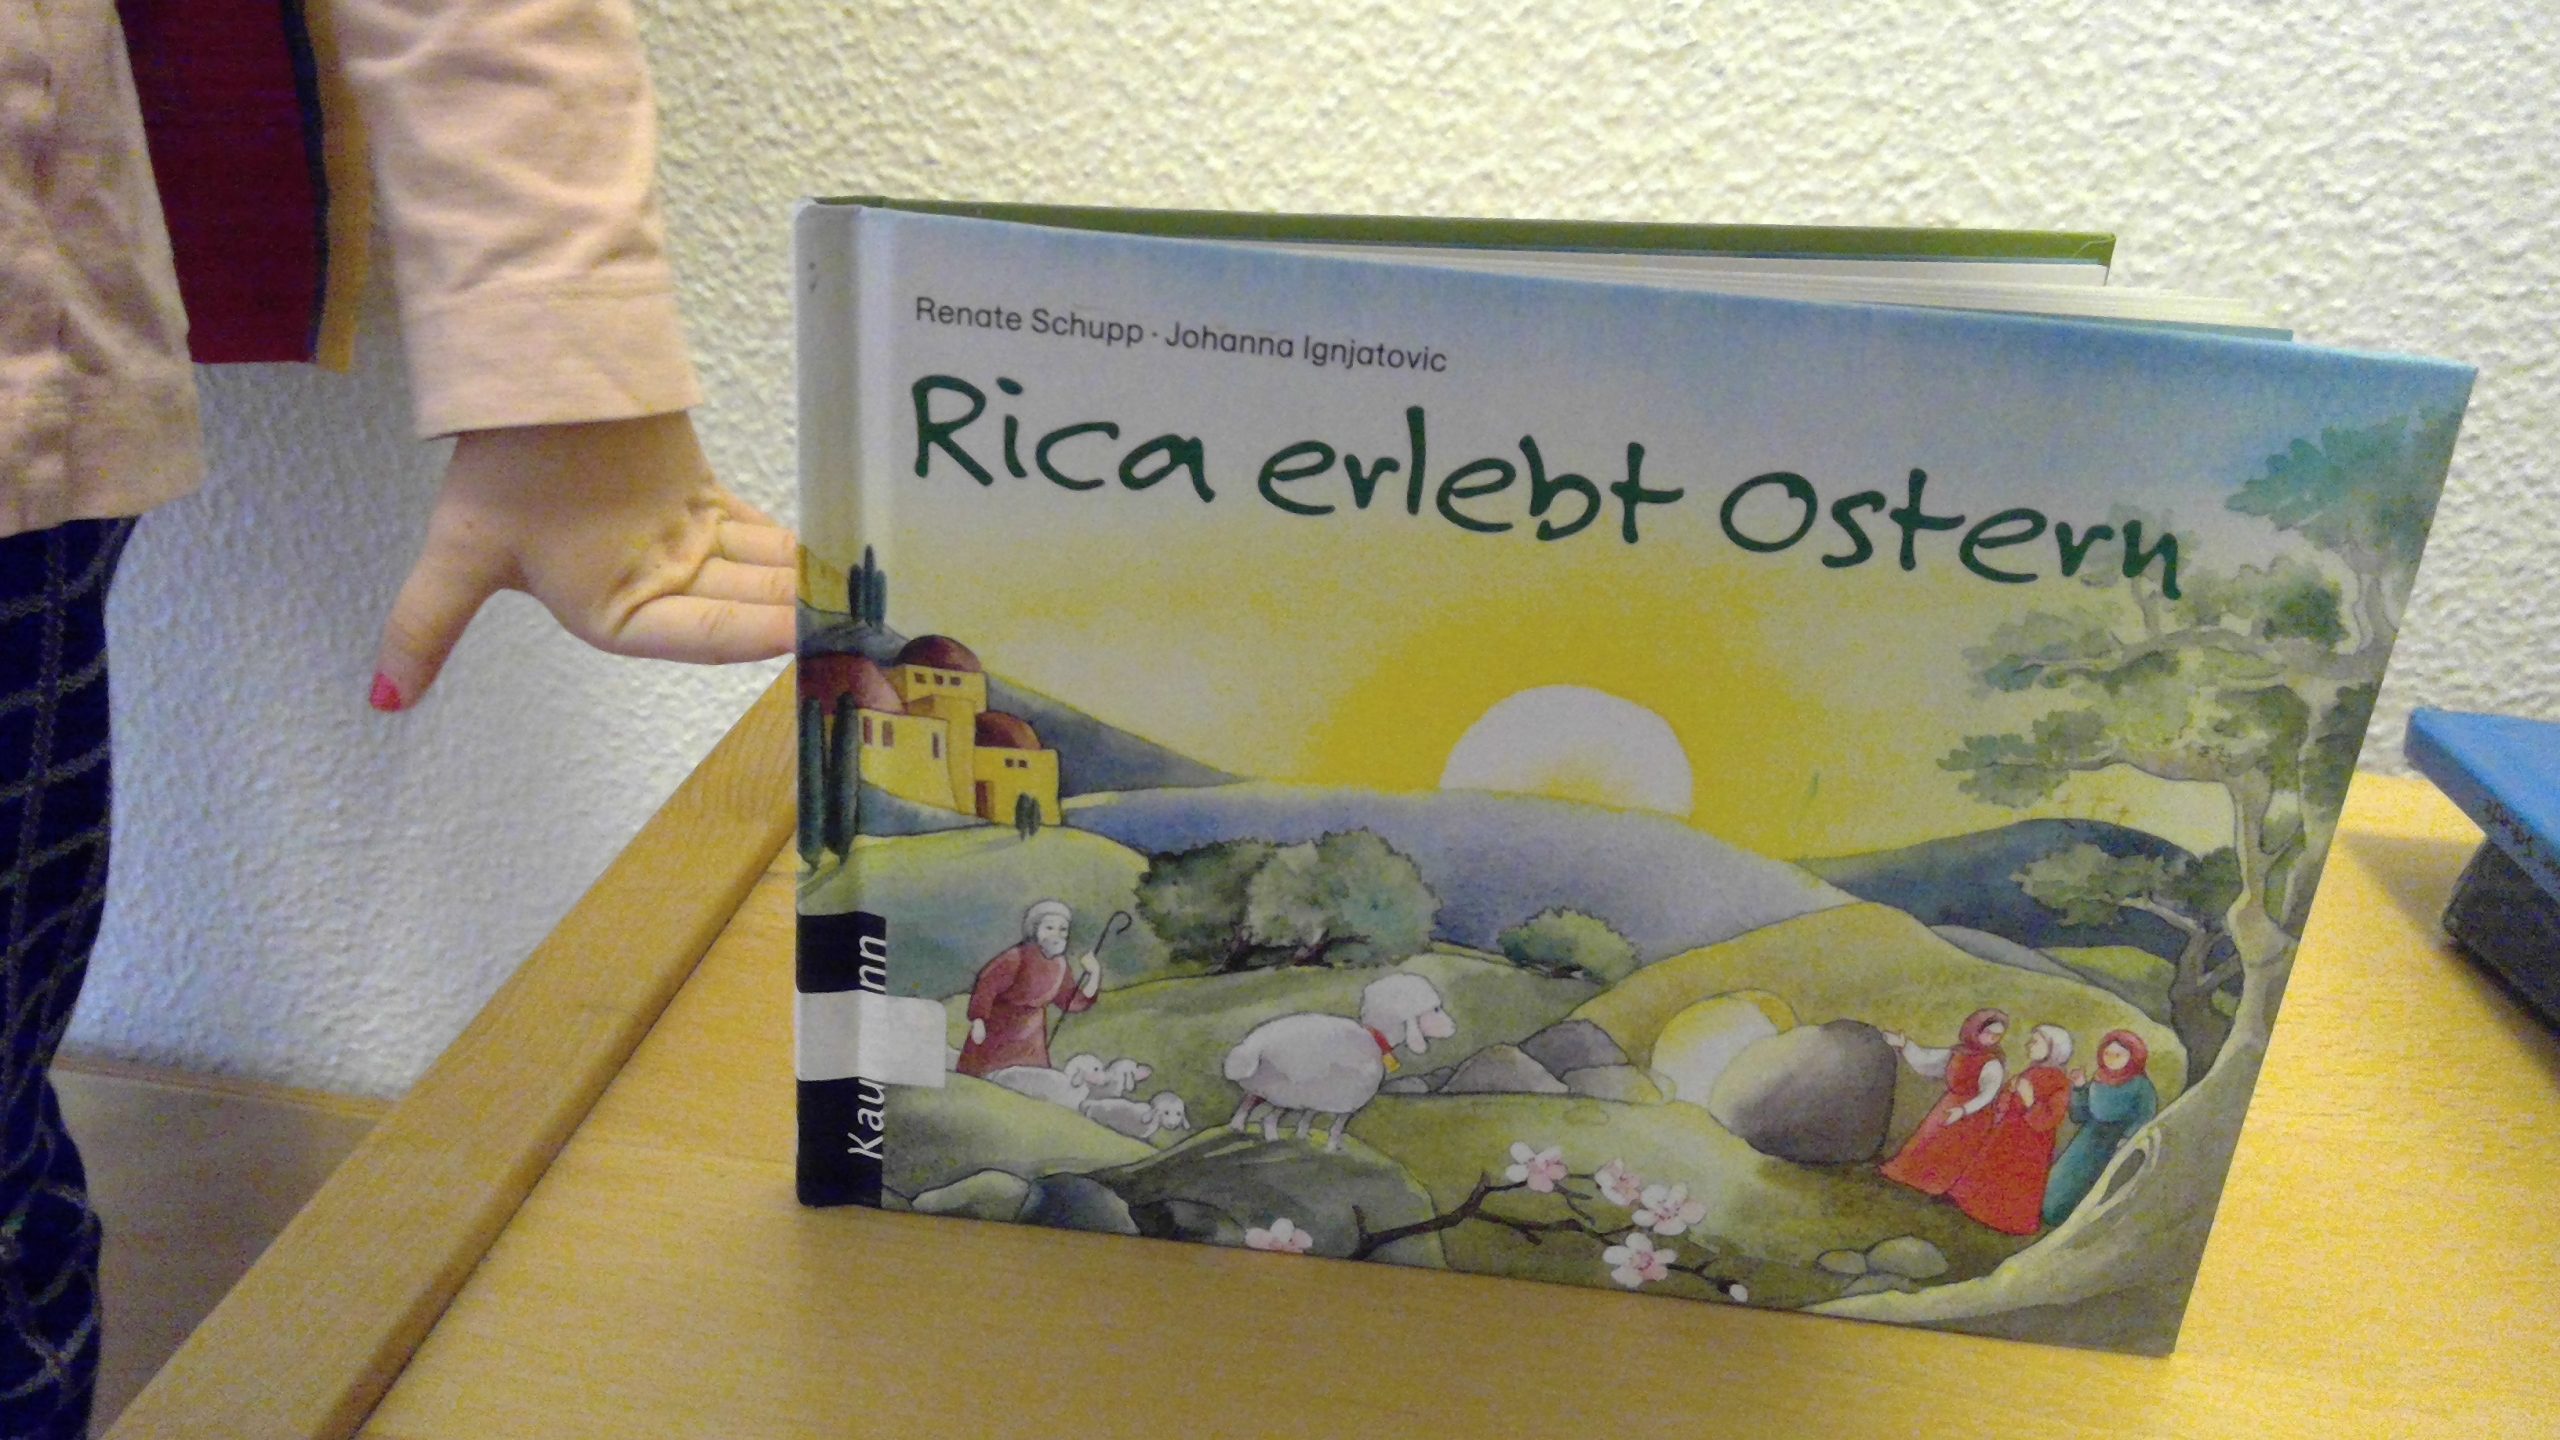 Renate Schupp · Johanna Ignjatovic
Rica erlebt Ostern